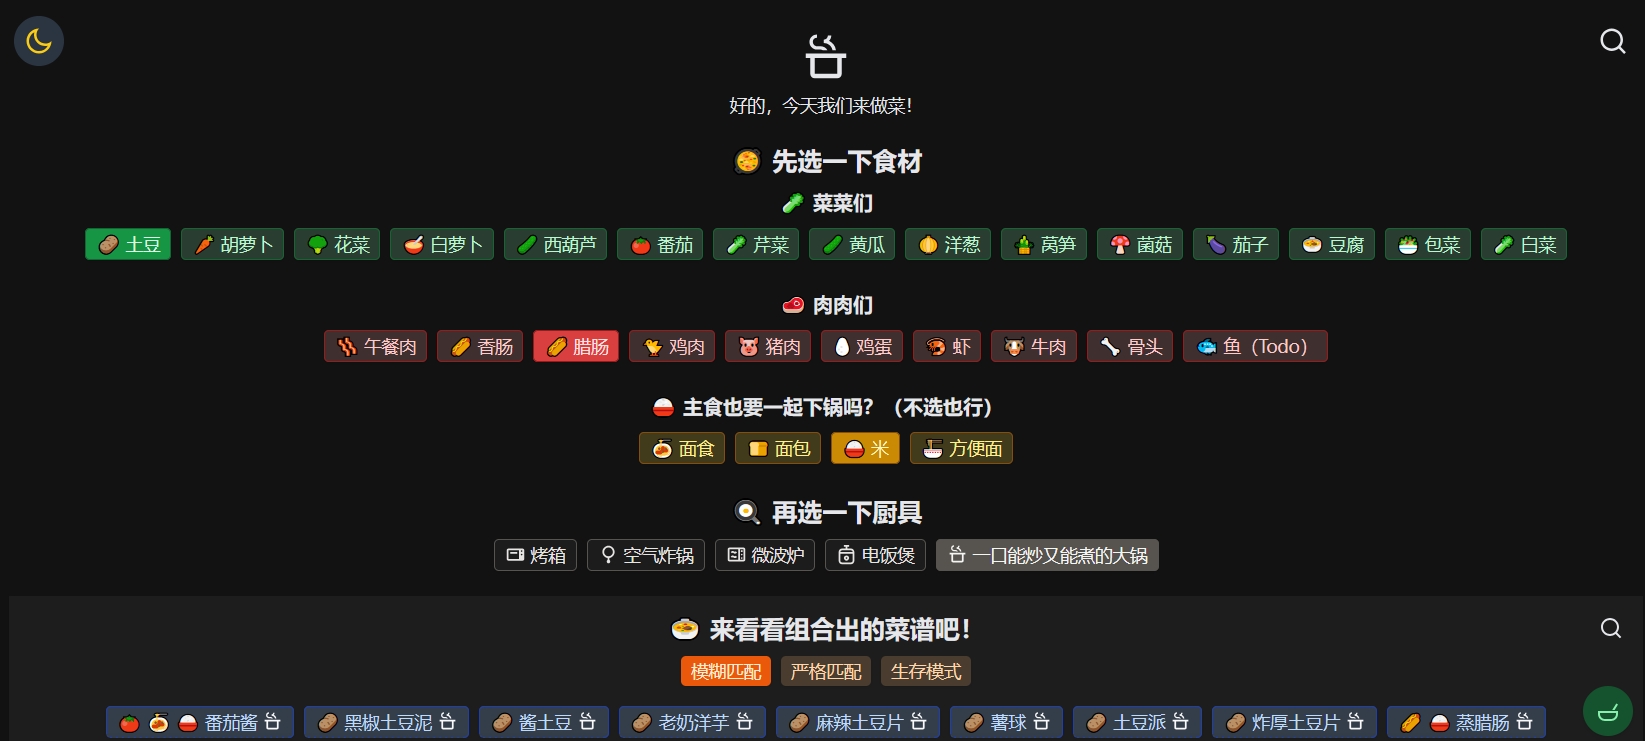 好的，今天我们来做菜！
先选一下食材
菜菜们
土豆 胡萝卜 花菜 白萝卜 西葫芦 番茄 芹菜 黄瓜 洋葱 莴笋 菌菇 茄子 豆腐 包菜 白菜
肉肉们
午餐肉 香肠 腊肠 鸡肉 猪肉 鸡蛋 虾 牛肉 骨头 鱼（Todo）
主食也要一起下锅吗？（不选也行）
面食 面包 米 方便面
再选一下厨具
烤箱 空气炸锅 微波炉 电饭煲 一口能炒又能煮的大锅
来看看组合出的菜谱吧！
模糊匹配 严格匹配 生存模式
番茄酱 黑椒土豆泥 酱土豆 老奶洋芋 麻辣土豆片 薯球 土豆派 炸厚土豆片 蒸腊肠